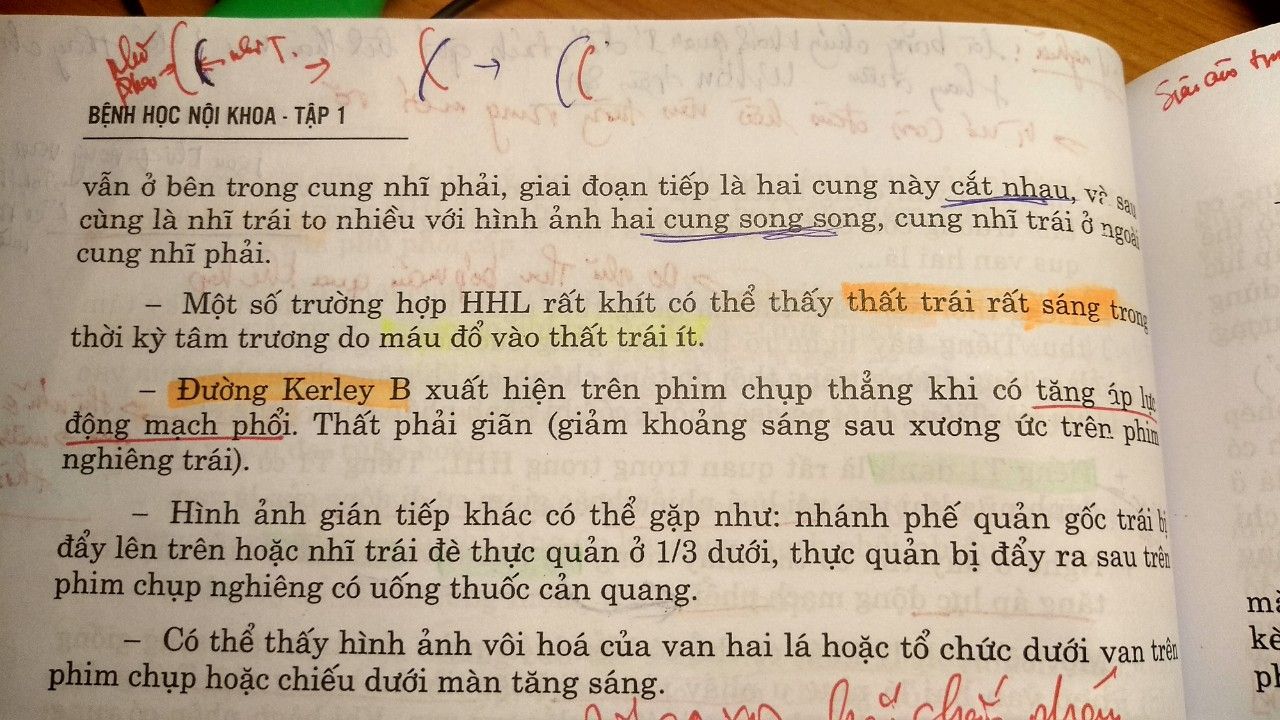 nhĩ
phải
nhĩ T.
BỆNH HỌC NỘI KHOA - TẬP 1
vẫn ở bên trong cung nhĩ phải, giai đoạn tiếp là hai cung này cắt nhau, và sau
cùng là nhĩ trái to nhiều với hình ảnh hai cung song song, cung nhĩ trái ở ngoài
cung nhĩ phải.
– Một số trường hợp HHL rất khít có thể thấy thất trái rất sáng trong
thời kỳ tâm trương do máu đổ vào thất trái ít.
– Đường Kerley B xuất hiện trên phim chụp thẳng khi có tăng áp lực
động mạch phổi. Thất phải giãn (giảm khoảng sáng sau xương ức trên phim
nghiêng trái).
– Hình ảnh gián tiếp khác có thể gặp như: nhánh phế quản gốc trái bị
đẩy lên trên hoặc nhĩ trái đè thực quản ở 1/3 dưới, thực quản bị đẩy ra sau trên
phim chụp nghiêng có uống thuốc cản quang.
– Có thể thấy hình ảnh vôi hoá của van hai lá hoặc tổ chức dưới van trên
phim chụp hoặc chiếu dưới màn tăng sáng.